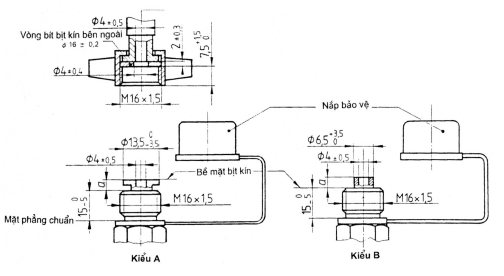 Φ4 ±0,5
Vòng bít bịt kín bên ngoài
φ 16 ± 0,2
2 ±0,3
7,5 +1,5 0
Φ4 ±0,4
M16 × 1,5
Nắp bảo vệ
Φ13,5 0 -3,5
Φ6,5 +3,5 0
Φ4 ±0,5
Φ4 ±0,5
Bề mặt bịt kín
a
a
M16 × 1,5
M16 × 1,5
15 0 -5
15 0 -5
Mặt phẳng chuẩn
Kiểu A
Kiểu B